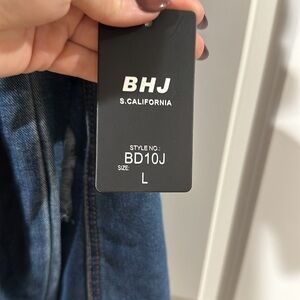 BHJ
S.CALIFORNIA
STYLE NO.:
BD10J
SIZE:
L